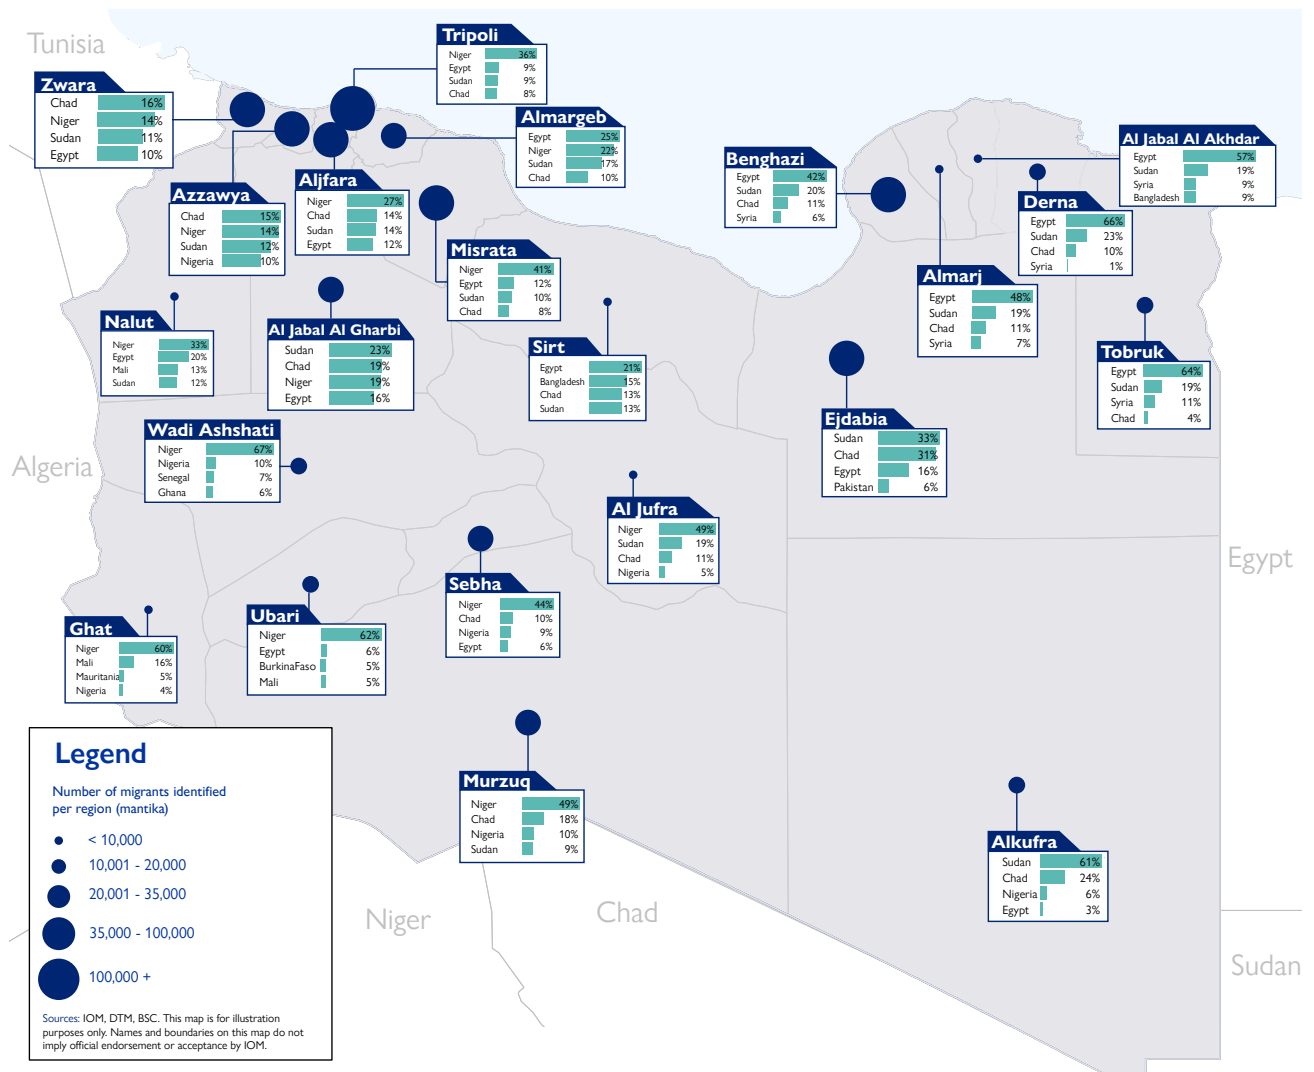 Tunisia
Tripoli
Niger 36%
Egypt 9%
Sudan 9%
Chad 8%
Zwara
Chad 16%
Niger 14%
Sudan 11%
Egypt 10%
Almargeb
Egypt 25%
Niger 22%
Sudan 17%
Chad 10%
Al Jabal Al Akhdar
Egypt 57%
Sudan 19%
Syria 9%
Bangladesh 9%
Benghazi
Egypt 42%
Sudan 20%
Chad 11%
Syria 6%
Azzawya
Chad 15%
Niger 14%
Sudan 12%
Nigeria 10%
Aljfara
Niger 27%
Chad 14%
Sudan 14%
Egypt 12%
Derna
Egypt 66%
Sudan 23%
Chad 10%
Syria 1%
Misrata
Niger 41%
Egypt 12%
Sudan 10%
Chad 8%
Almarj
Egypt 48%
Sudan 19%
Chad 11%
Syria 7%
Nalut
Niger 33%
Egypt 20%
Mali 13%
Sudan 12%
Al Jabal Al Gharbi
Sudan 23%
Chad 19%
Niger 19%
Egypt 16%
Sirt
Egypt 21%
Bangladesh 15%
Chad 13%
Sudan 13%
Tobruk
Egypt 64%
Sudan 19%
Syria 11%
Chad 4%
Wadi Ashshati
Niger 67%
Nigeria 10%
Senegal 7%
Ghana 6%
Ejdabia
Sudan 33%
Chad 31%
Egypt 16%
Pakistan 6%
Algeria
Al Jufra
Niger 49%
Sudan 19%
Chad 11%
Nigeria 5%
Egypt
Sebha
Niger 44%
Chad 10%
Nigeria 9%
Egypt 6%
Ubari
Niger 62%
Egypt 6%
BurkinaFaso 5%
Mali 5%
Ghat
Niger 60%
Mali 16%
Mauritania 5%
Nigeria 4%
Murzuq
Niger 49%
Chad 18%
Nigeria 10%
Sudan 9%
Alkufra
Sudan 61%
Chad 24%
Nigeria 6%
Egypt 3%
Niger
Chad
Sudan
Legend
Number of migrants identified
per region (mantika)
< 10,000
10,001 - 20,000
20,001 - 35,000
35,000 - 100,000
100,000 +
Sources: IOM, DTM, BSC. This map is for illustration
purposes only. Names and boundaries on this map do not
imply official endorsement or acceptance by IOM.